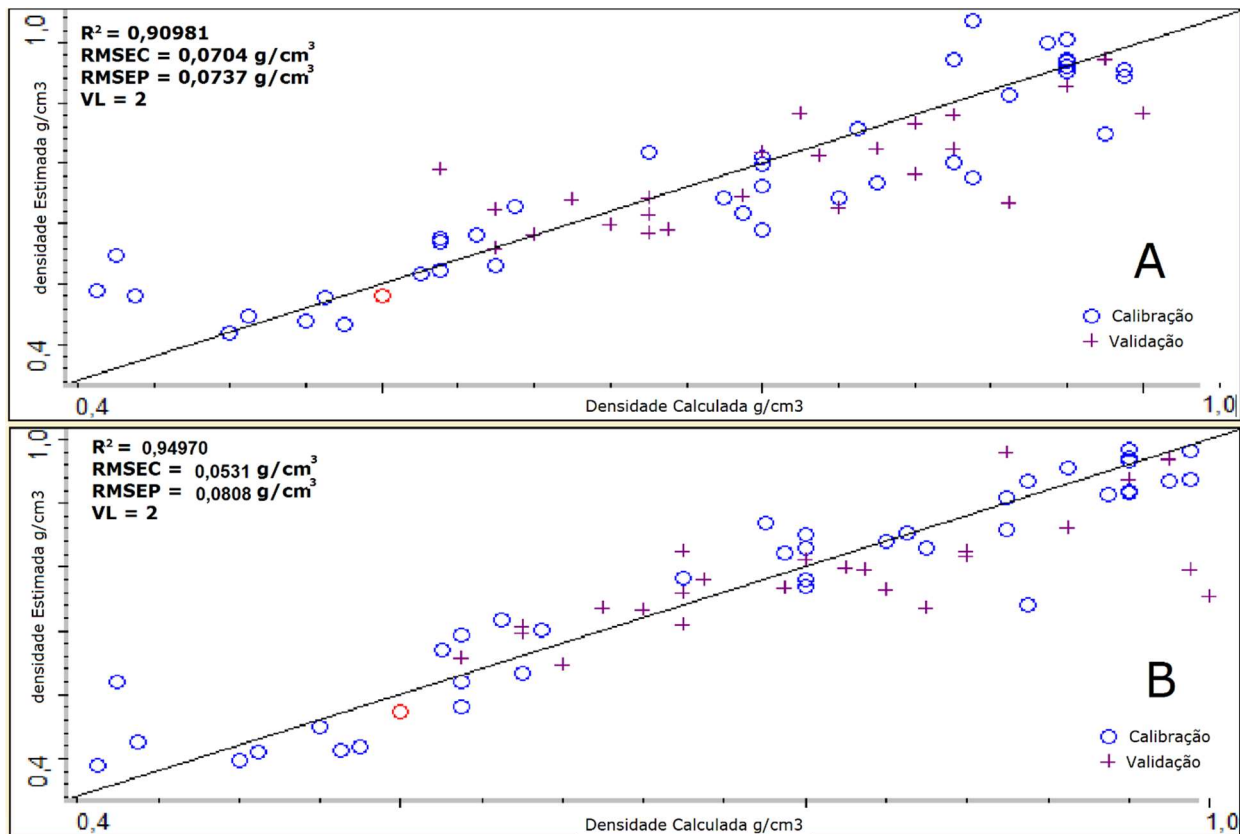 R² = 0,90981
RMSEC = 0,0704 g/cm³
RMSEP = 0,0737 g/cm³
VL = 2
1,0
densidade Estimada g/cm3
0,4
A
Calibração
Validação
0,4
Densidade Calculada g/cm3
1,0
R² = 0,94970
RMSEC = 0,0531 g/cm³
RMSEP = 0,0808 g/cm³
VL = 2
1,0
densidade Estimada g/cm3
0,4
B
Calibração
Validação
0,4
Densidade Calculada g/cm3
1,0